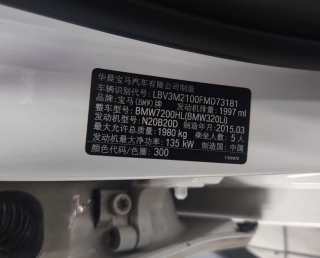 华晨宝马汽车有限公司制造
车辆识别代号: LBV3M2100FMD73181
品牌: 宝马(BMW)牌 发动机排量: 1997 ml
整车型号: BMW7200HL(BMW320Li)
发动机型号: N20B20D 制造年月: 2015.03
最大允许总质量: 1980 kg 乘坐人数: 5 人
发动机最大净功率: 135 kW 制造国: 中国
颜色代码/色圈: 300